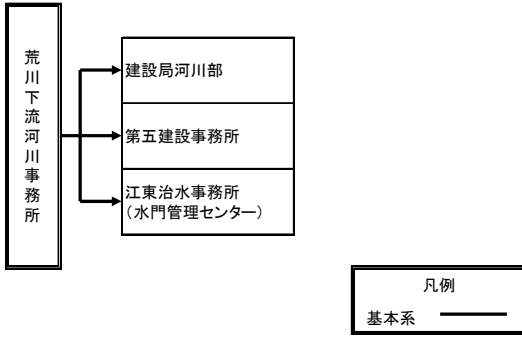 荒川下流河川事務所
建設局河川部
第五建設事務所
江東治水事務所
（水門管理センター）
凡例
基本系